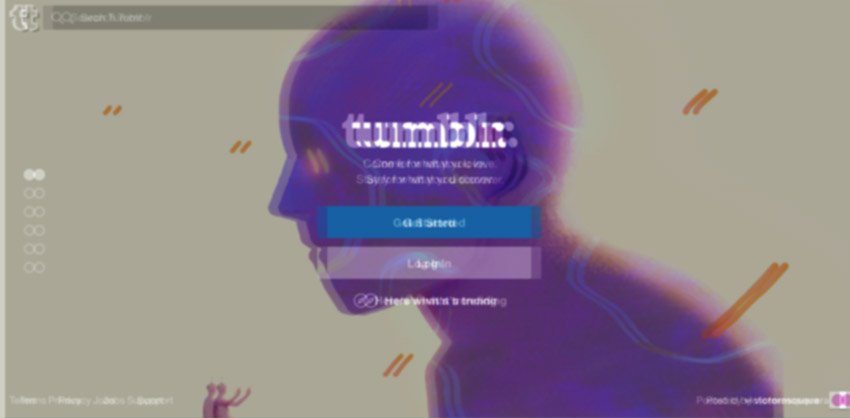 Search Tumblr
tumblr.
Come for what you love.
Stay for what you discover.
Get Started
Log In
Here's what's trending
Terms Privacy Jobs Support
Posted by victoromosquera